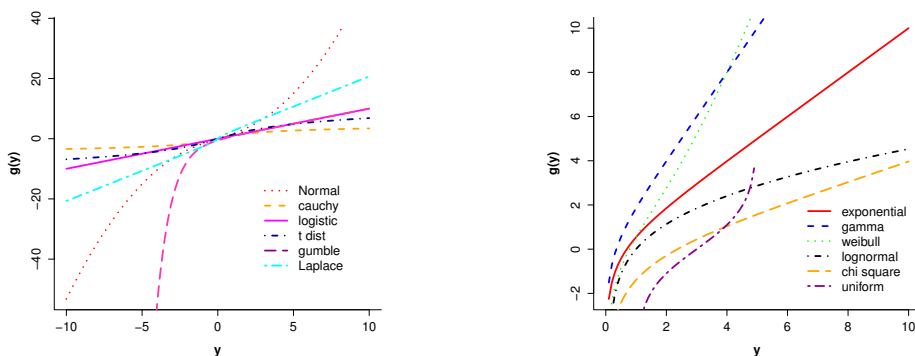 40
20
0
−20
−40
g(y)
−10 −5 0 5 10
y
Normal
cauchy
logistic
t dist
gumble
Laplace
10
8
6
4
2
0
−2
g(y)
0 2 4 6 8 10
y
exponential
gamma
weibull
lognormal
chi square
uniform